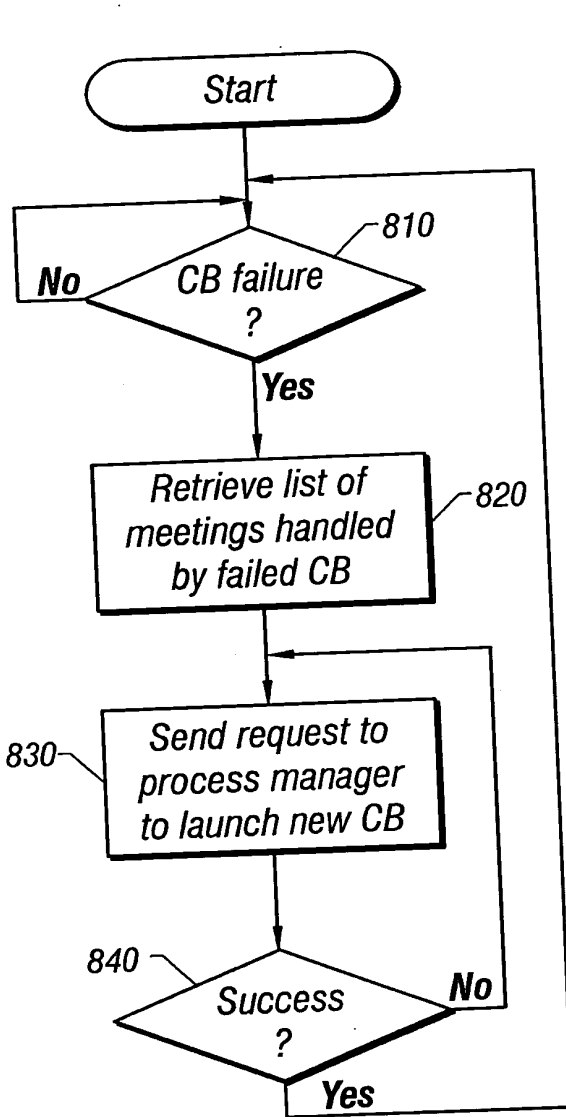 Start
810
No
CB failure
?
Yes
Retrieve list of
meetings handled
by failed CB
820
830
Send request to
process manager
to launch new CB
840
Success
?
No
Yes